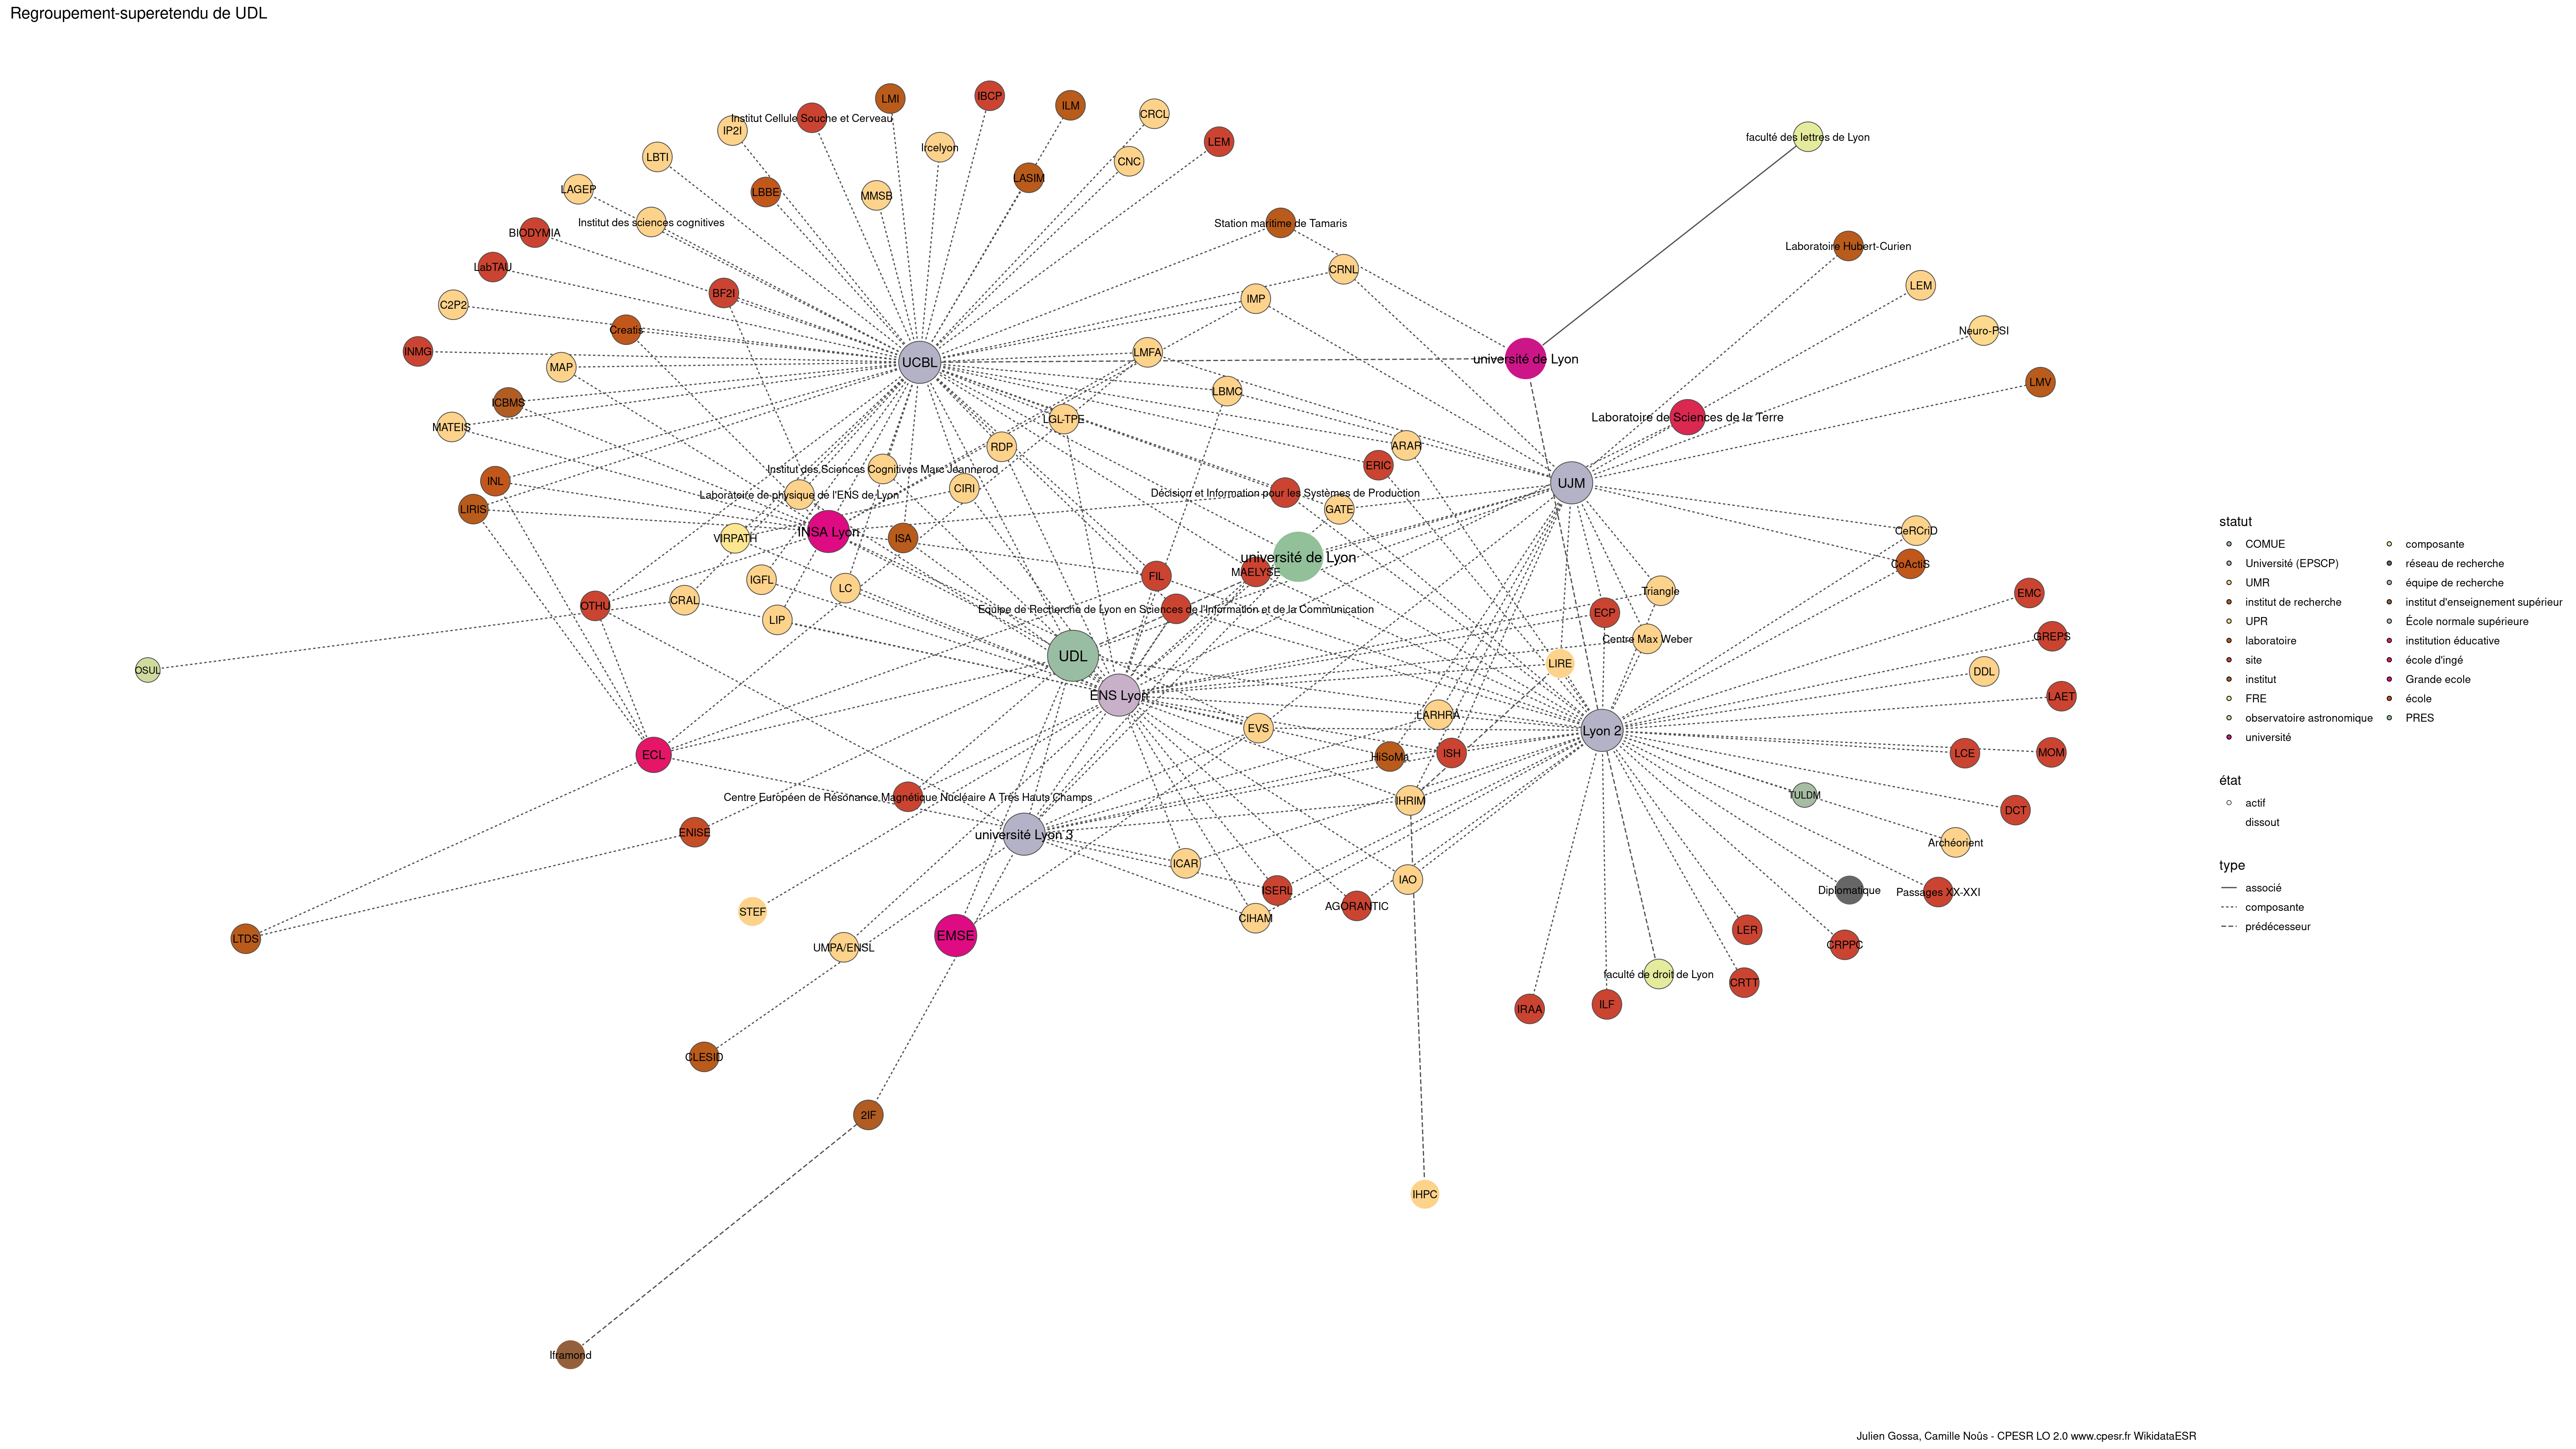 Regroupement-superetendu de UDL
IBCP
LMI
ILM
CRCL
Institut Cellule Souche et Cerveau
IP2I
faculté des lettres de Lyon
LEM
Ircelyon
LBTI
CNC
LASIM
LAGEP
LBBE
MMSB
Institut des sciences cognitives
Station maritime de Tamaris
BIODYMIA
Laboratoire Hubert-Curien
LabTAU
CRNL
LEM
BF2I
IMP
C2P2
Creatis
Neuro-PSI
INMG
LMFA
université de Lyon
UCBL
MAP
LMV
LBMC
ICBMS
LGL-TPE
Laboratoire de Sciences de la Terre
MATEIS
RDP
ARAR
ERIC
Institut des Sciences Cognitives Marc Jeannerod
INL
UJM
CIRI
Laboratoire de physique de l'ENS de Lyon
Décision et Information pour les Systèmes de Production
LIRIS
GATE
INSA Lyon
CeRCriD
VIRPATH
ISA
université de Lyon
CoActiS
MAELYSE
FIL
IGFL
LC
Triangle
EMC
CRAL
OTHU
Equipe de Recherche de Lyon en Sciences de l'Information et de la Communication
ECP
LIP
GREPS
Centre Max Weber
UDL
LIRE
OSUL
DDL
ENS Lyon
LAET
LARHRA
EVS
Lyon 2
ECL
HiSoMa
ISH
LCE
MOM
Centre Européen de Résonance Magnétique Nucléaire A Très Hauts Champs
TULDM
IHRIM
DCT
ENISE
université Lyon 3
Archéorient
ICAR
IAO
ISERL
Diplomatique
Passages XX-XXI
AGORANTIC
STEF
CIHAM
LER
EMSE
LTDS
UMPA/ENSL
CRPPC
faculté de droit de Lyon
CRTT
ILF
IRAA
CLESID
2IF
IHPC
Iframond
statut
COMUE
Université (EPSCP)
UMR
institut de recherche
UPR
laboratoire
site
institut
FRE
observatoire astronomique
université
composante
réseau de recherche
équipe de recherche
institut d'enseignement supérieur
École normale supérieure
institution éducative
école d'ingé
Grande ecole
école
PRES
état
actif
dissout
type
associé
composante
prédécesseur
Julien Gossa, Camille Noûs - CPESR LO 2.0 www.cpesr.fr WikidataESR